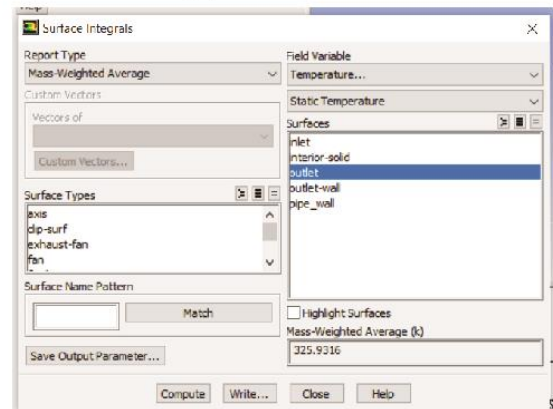 Help
Surface Integrals
Report Type
Mass-Weighted Average
Custom Vectors
Vectors of
Custom Vectors...
Surface Types
axis
clip-surf
exhaust-fan
fan
Surface Name Pattern
Match
Save Output Parameter...
Field Variable
Temperature...
Static Temperature
Surfaces
inlet
interior-solid
outlet
outlet-wall
pipe_wall
Highlight Surfaces
Mass-Weighted Average (k)
325.9316
Compute
Write...
Close
Help